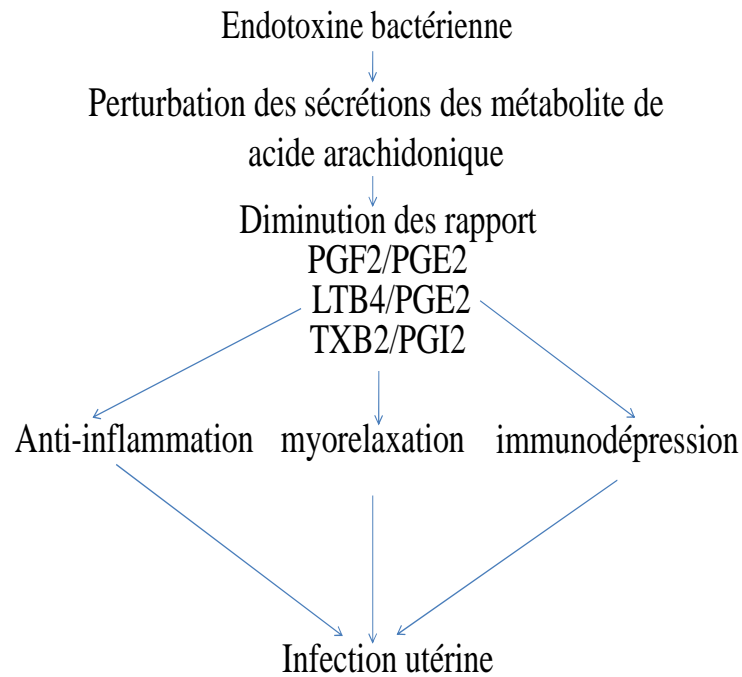 Endotoxine bactérienne
Perturbation des sécrétions des métabolite de
acide arachidonique
Diminution des rapport
PGF2/PGE2
LTB4/PGE2
TXB2/PGI2
Anti-inflammation myorelaxation immunodépression
Infection utérine